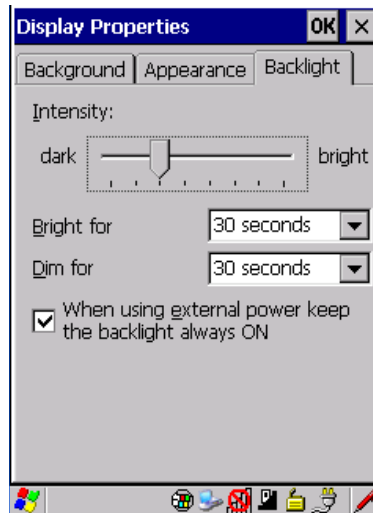 Display Properties OK ×
Background Appearance Backlight
Intensity:
dark bright
Bright for 30 seconds
Dim for 30 seconds
When using external power keep
the backlight always ON